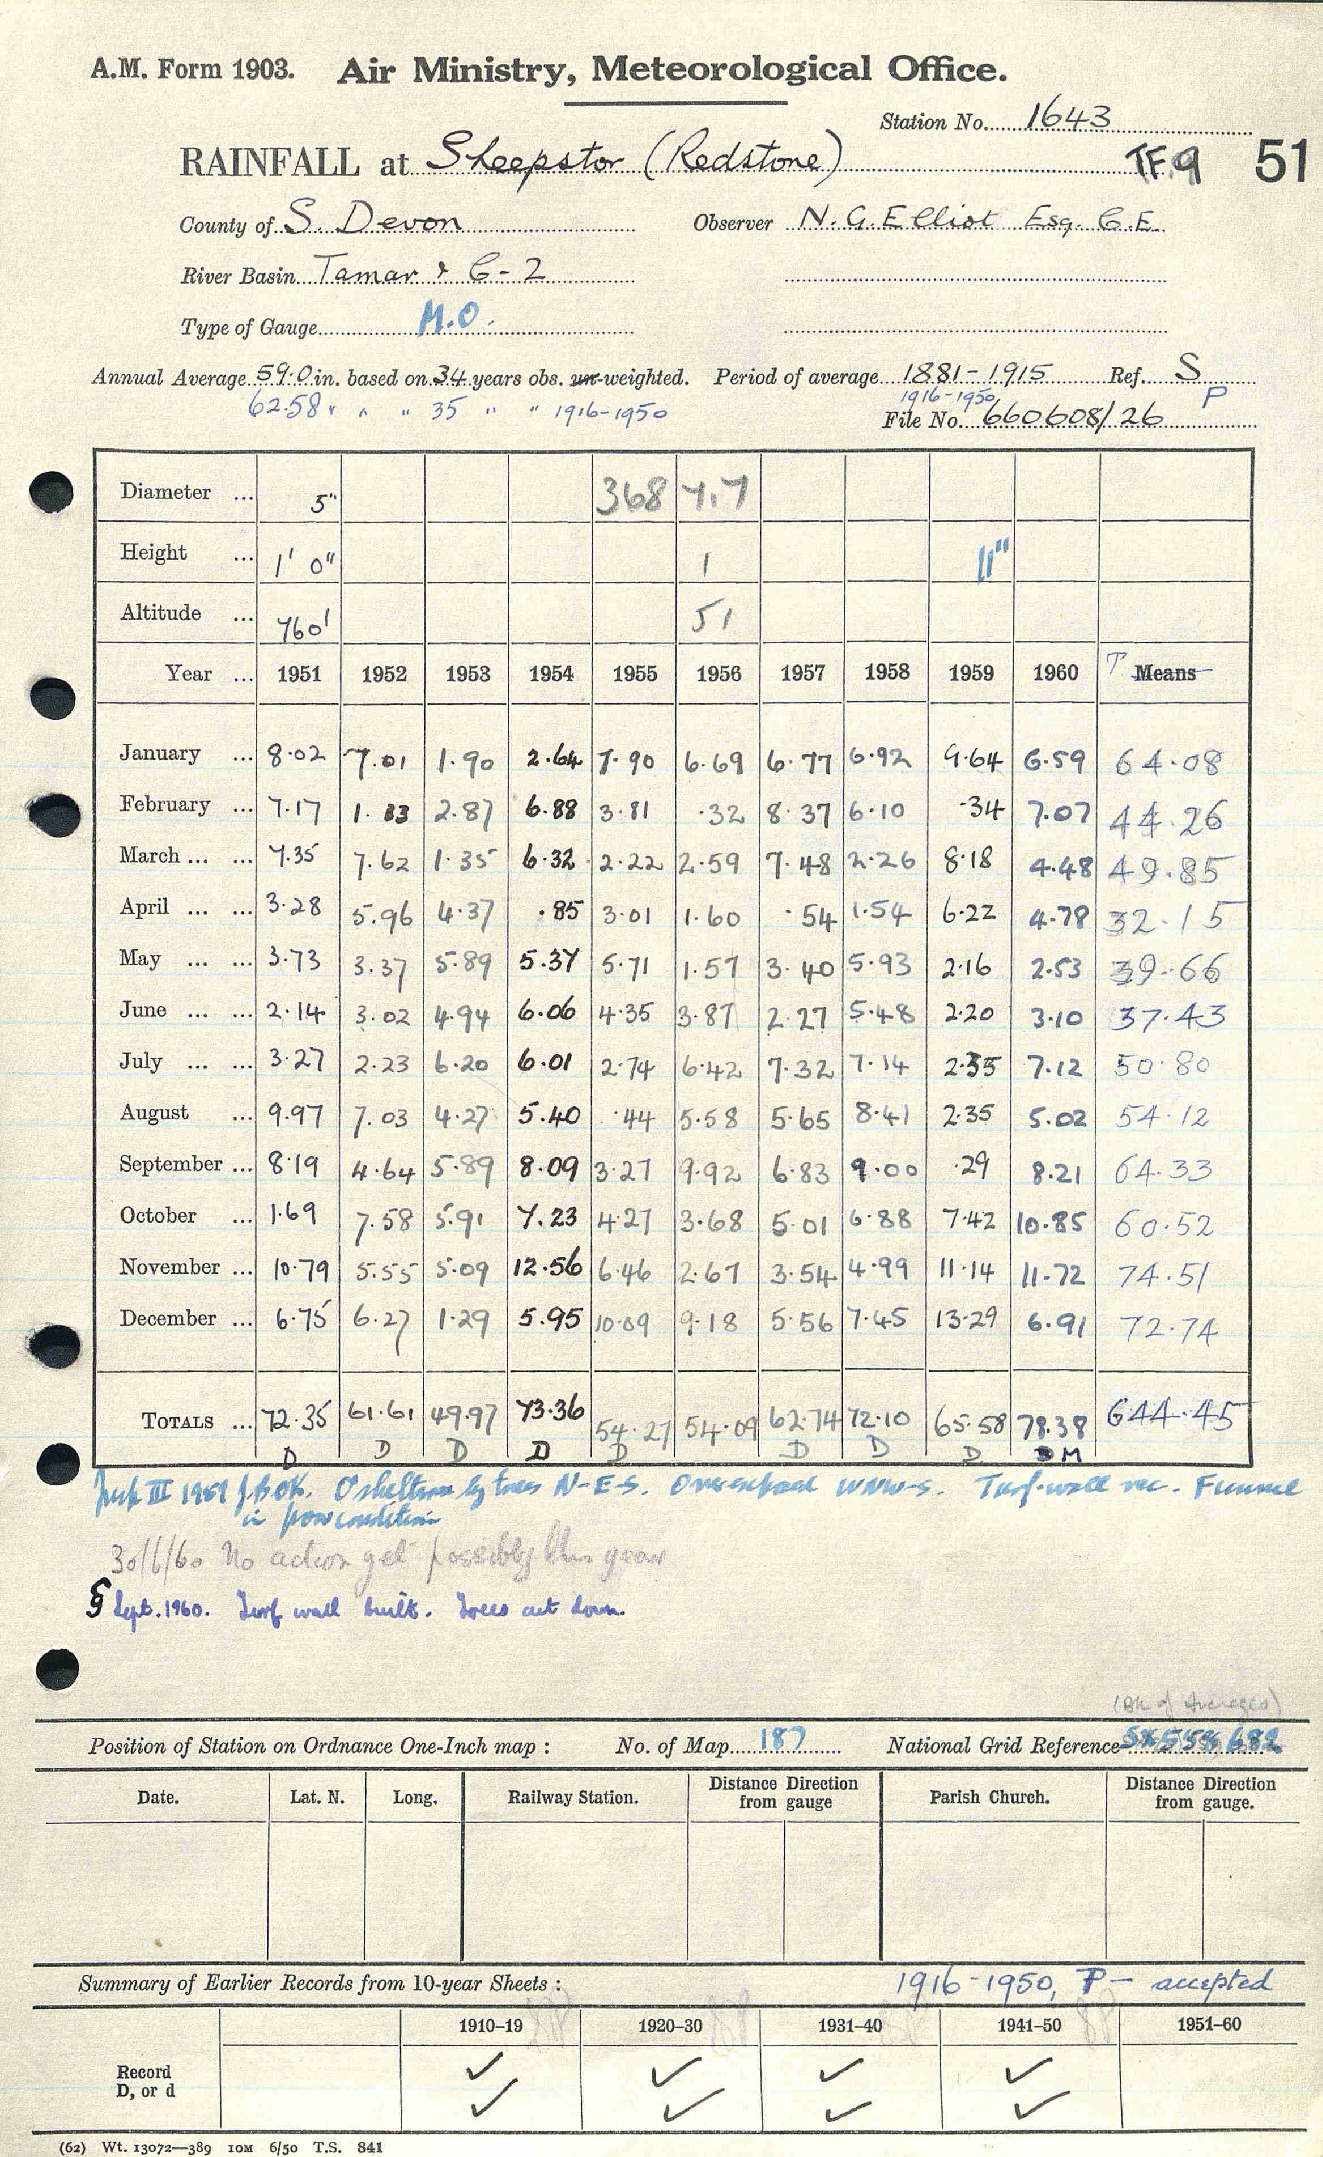 A.M. Form 1903. Air Ministry, Meteorological Office.
Station No. 1643
RAINFALL at Sheepstor (Redstone) TF 9 51
County of S. Devon Observer N. G. Elliot Esq. C.E.
River Basin Tamar & C-2
Type of Gauge M.O.
Annual Average 59.0 in. based on 34 years obs. un-weighted. Period of average 1881-1915 Ref. S
62.58 " " " 35 " " " 1916-1950 1916-1950 P
File No. 660608/26
Diameter ... 5" 368 7.7
Height ... 1' 0" 1 11"
Altitude ... 760' 51
Year ... 1951 1952 1953 1954 1955 1956 1957 1958 1959 1960 T Means
January ... 8.02 7.01 1.90 2.64 7.90 6.69 6.77 6.92 9.64 6.59 64.08
February ... 7.17 1.33 2.87 6.88 3.81 .32 8.37 6.10 .34 7.07 44.26
March ... ... 7.35 7.62 1.35 6.32 2.22 2.59 7.48 2.26 8.18 4.48 49.85
April ... ... 3.28 5.96 4.37 .85 3.01 1.60 .54 1.54 6.22 4.78 32.15
May ... ... 3.73 3.37 5.89 5.37 5.71 1.57 3.40 5.93 2.16 2.53 39.66
June ... ... 2.14 3.02 4.94 6.06 4.35 3.87 2.27 5.48 2.20 3.10 37.43
July ... ... 3.27 2.23 6.20 6.01 2.74 6.42 7.32 7.14 2.35 7.12 50.80
August ... 9.97 7.03 4.27 5.40 .44 5.58 5.65 8.41 2.35 5.02 54.12
September ... 8.19 4.64 5.89 8.09 3.27 9.92 6.83 9.00 .29 8.21 64.33
October ... 1.69 7.58 5.91 7.23 4.27 3.68 5.01 6.88 7.42 10.85 60.52
November ... 10.79 5.55 5.09 12.56 6.46 2.67 3.54 4.99 11.14 11.72 74.51
December ... 6.75 6.27 1.29 5.95 10.09 9.18 5.56 7.45 13.29 6.91 72.74
TOTALS ... 72.35 61.61 49.97 73.36 54.27 54.09 62.74 72.10 65.58 78.38 644.45
D D D D D D D D M
III 1959 OK. O'sheltered by trees N-E-S. Overexposed WNW-S. Turf-wall rec. Funnel
in poor condition
30/6/60 No action yet possibly this year
§ Sept. 1960. Turf wall built. Trees cut down.
(Bk of Averages)
Position of Station on Ordnance One-Inch map : No. of Map 187 National Grid Reference SX 558 682
Date. Lat. N. Long. Railway Station. Distance Direction from gauge Parish Church. Distance Direction from gauge.
Summary of Earlier Records from 10-year Sheets : 1916-1950, P - accepted
1910–19 1920–30 1931–40 1941–50 1951–60
Record ✓ ✓ ✓ ✓
D, or d ✓ ✓ ✓ ✓
(62) Wt. 13072—389 10M 6/50 T.S. 841